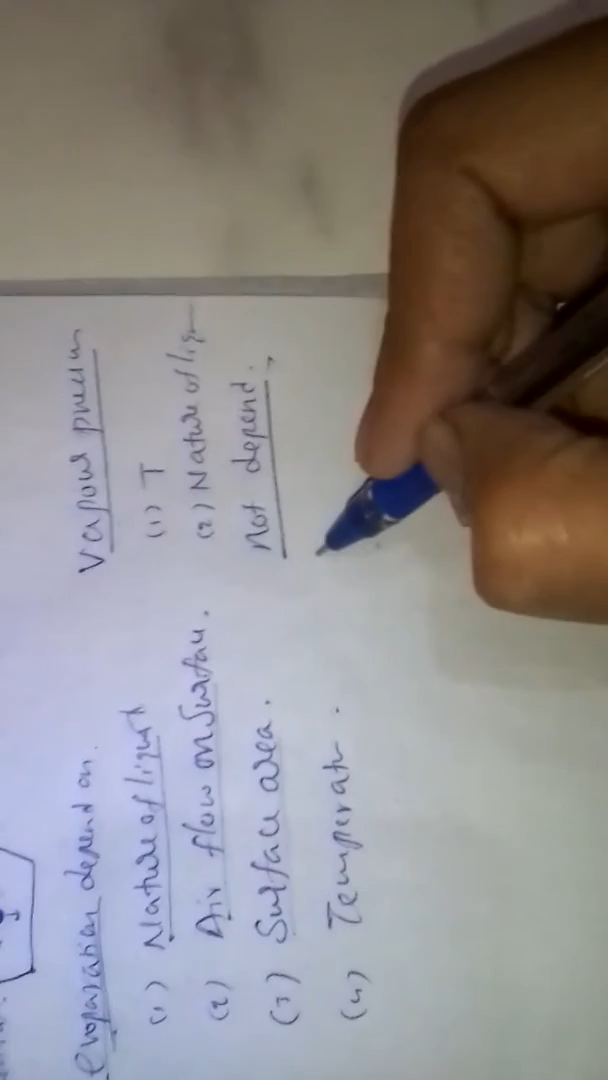 Evaporation depend on.
(1) Nature of liquid
(2) Air flow on Surface.
(3) Surface area.
(4) Temperatu.
Vapour pressure
(1) T
(2) Nature of liq
Not depend.